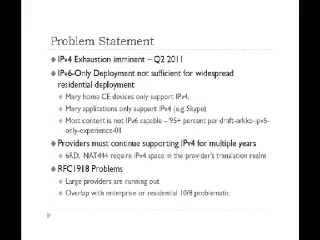 Problem Statement
IPv4 Exhaustion imminent – Q2 2011
IPv6-Only Deployment not sufficient for widespread
residential deployment
Many home CE devices only support IPv4,
Many applications only support IPv4 (e.g. Skype)
Most content is not IPv6 capable – 95+ percent per draft-arkko-ipv6-
only-experience-01
Providers must continue supporting IPv4 for multiple years
6RD, NAT444 require IPv4 space in the provider's translation realm
RFC1918 Problems
Large providers are running out
Overlap with enterprise or residential 10/8 problematic